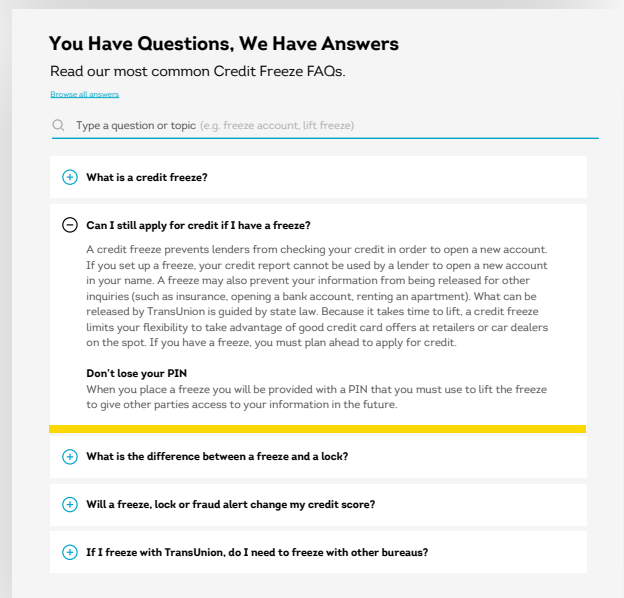 You Have Questions, We Have Answers
Read our most common Credit Freeze FAQs.
Browse all answers
Type a question or topic (e.g. freeze account, lift freeze)
What is a credit freeze?
Can I still apply for credit if I have a freeze?
A credit freeze prevents lenders from checking your credit in order to open a new account.
If you set up a freeze, your credit report cannot be used by a lender to open a new account
in your name. A freeze may also prevent your information from being released for other
inquiries (such as insurance, opening a bank account, renting an apartment). What can be
released by TransUnion is guided by state law. Because it takes time to lift, a credit freeze
limits your flexibility to take advantage of good credit card offers at retailers or car dealers
on the spot. If you have a freeze, you must plan ahead to apply for credit.
Don't lose your PIN
When you place a freeze you will be provided with a PIN that you must use to lift the freeze
to give other parties access to your information in the future.
What is the difference between a freeze and a lock?
Will a freeze, lock or fraud alert change my credit score?
If I freeze with TransUnion, do I need to freeze with other bureaus?